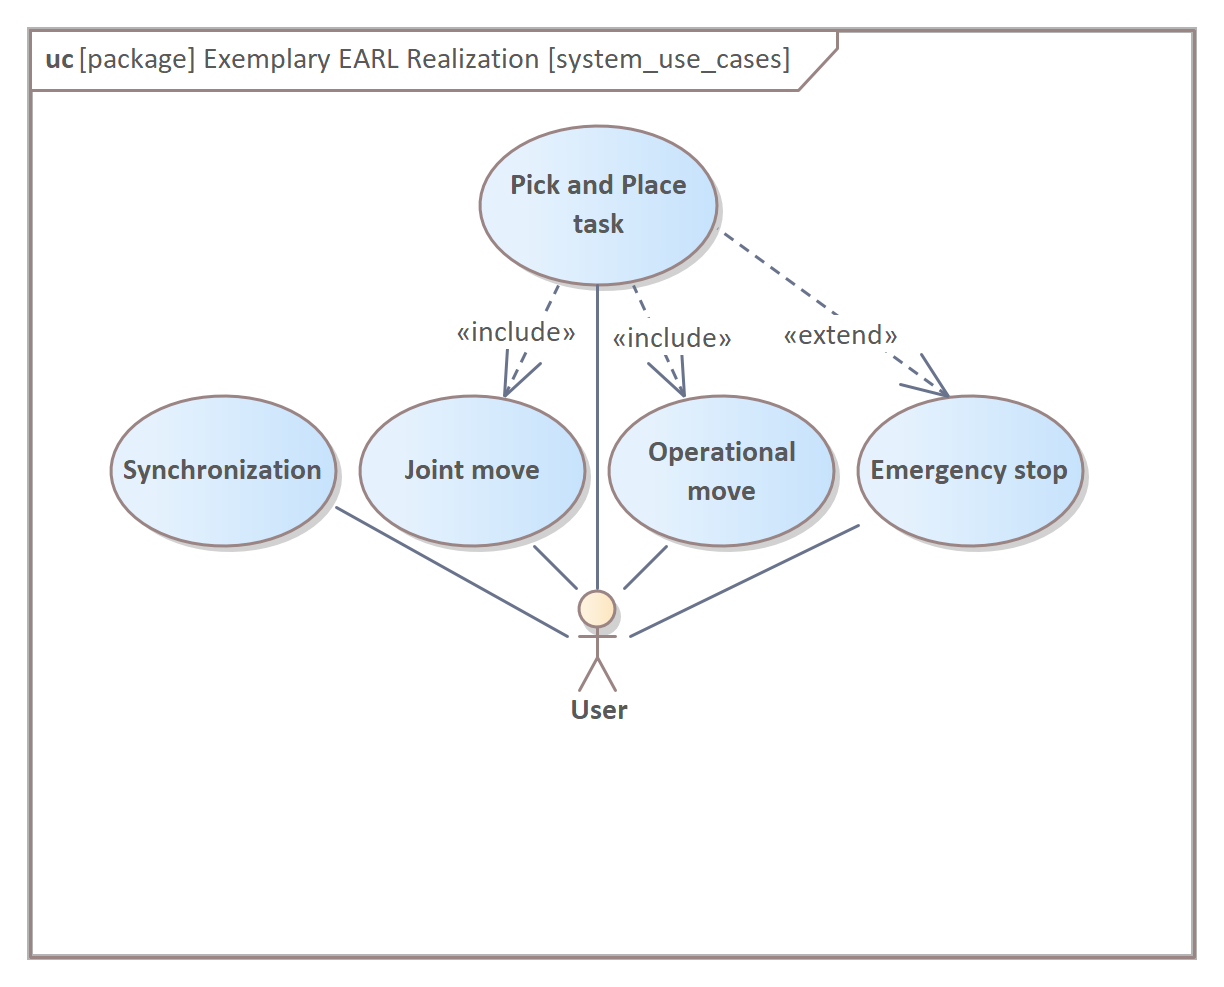 uc [package] Exemplary EARL Realization [system_use_cases]
Pick and Place
task
«include»
«include»
«extend»
Synchronization
Joint move
Operational
move
Emergency stop
User